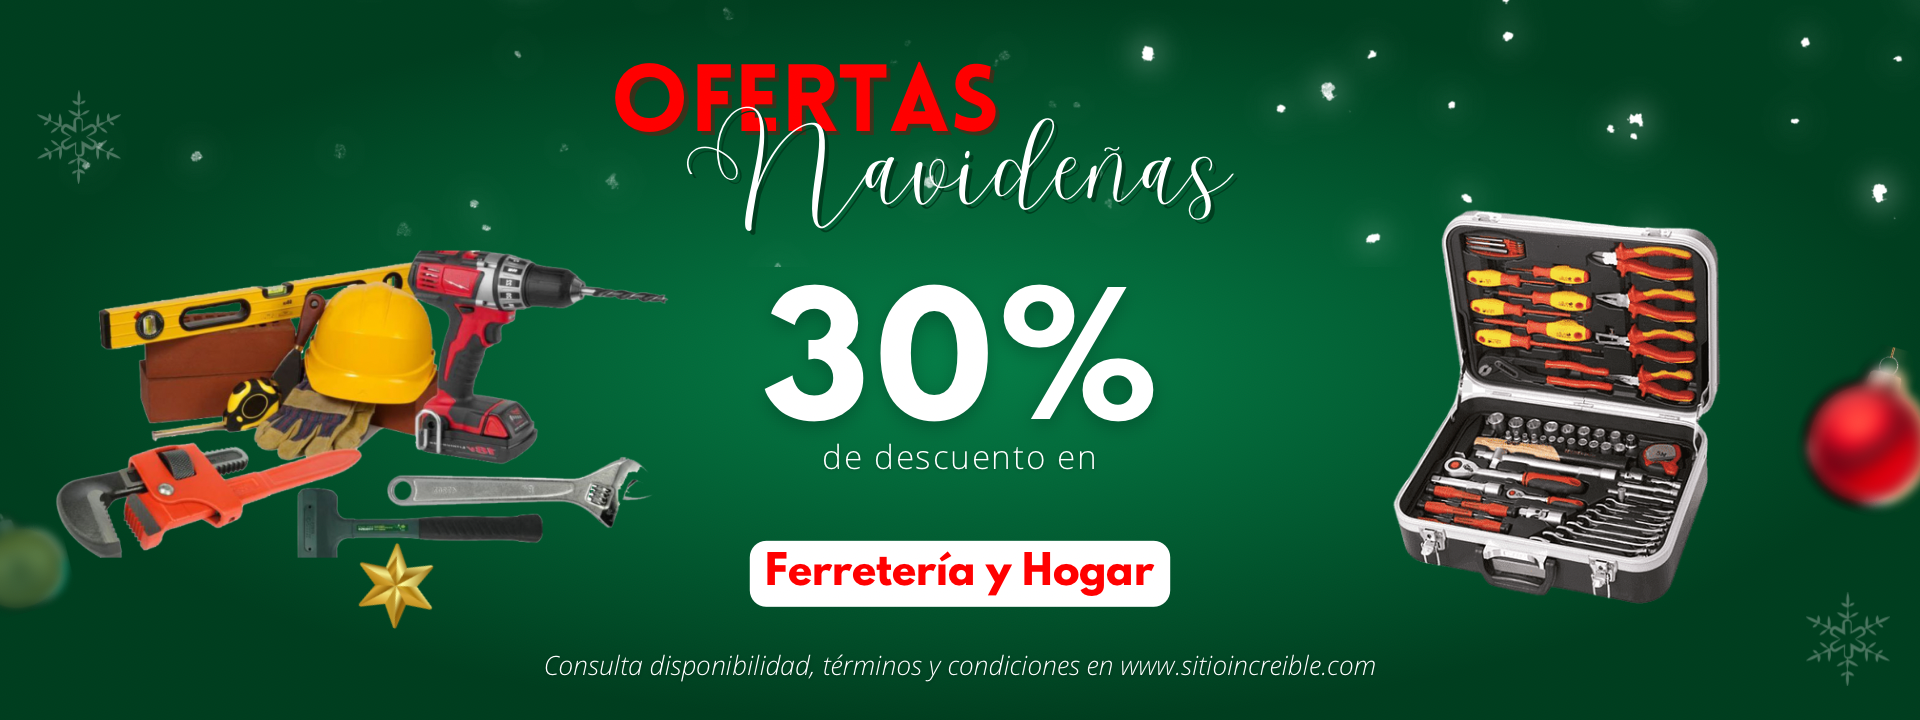 OFERTAS
Navideñas
30%
de descuento en
Ferretería y Hogar
Consulta disponibilidad, términos y condiciones en www.sitioincreible.com